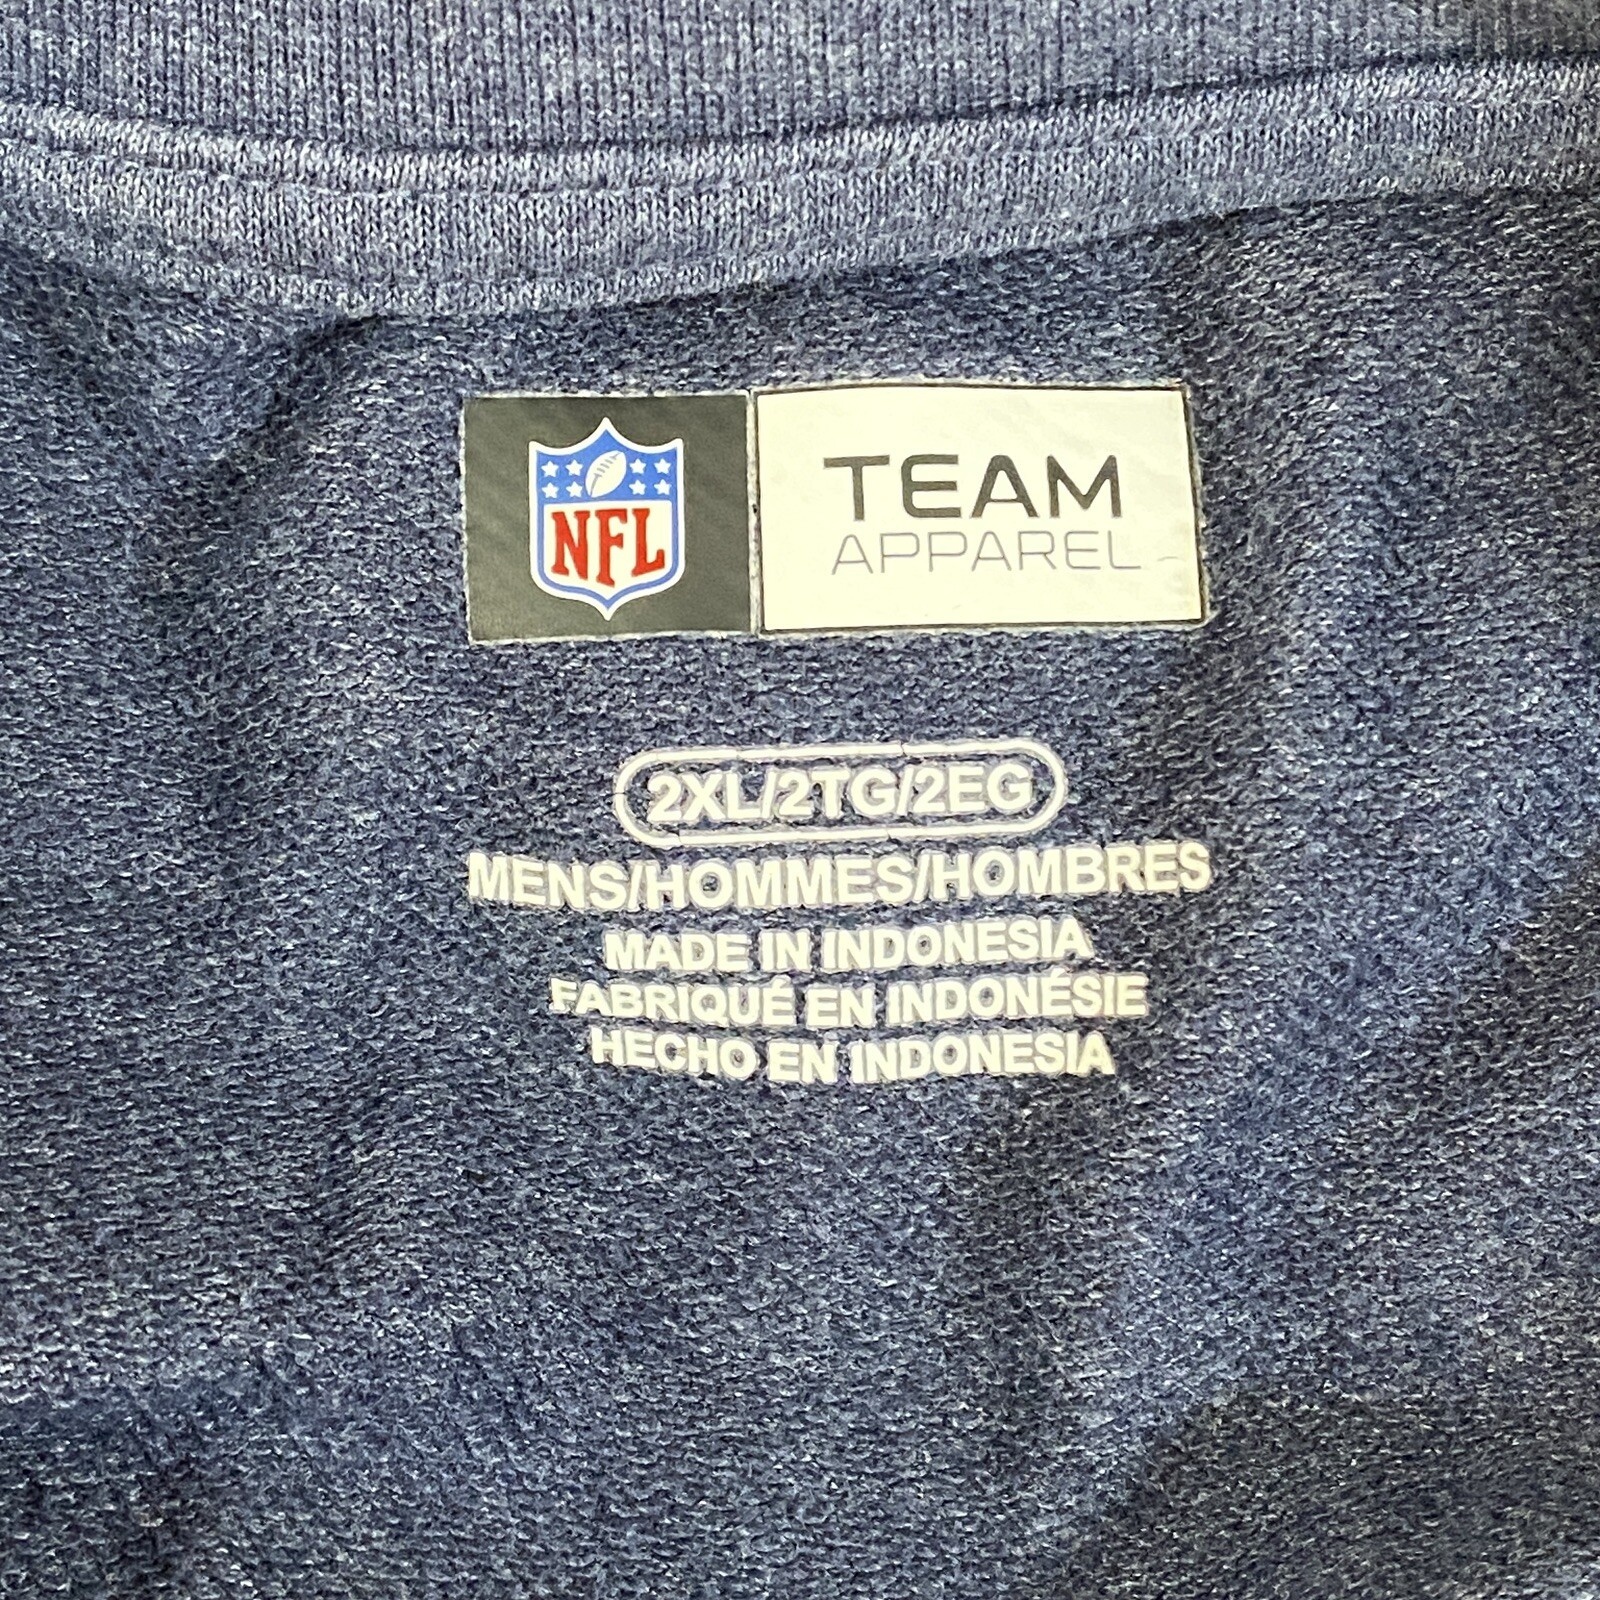 NFL
TEAM
APPAREL
2XL/2TG/2EG
MENS/HOMMES/HOMBRES
MADE IN INDONESIA
FABRIQUÉ EN INDONÉSIE
HECHO EN INDONESIA